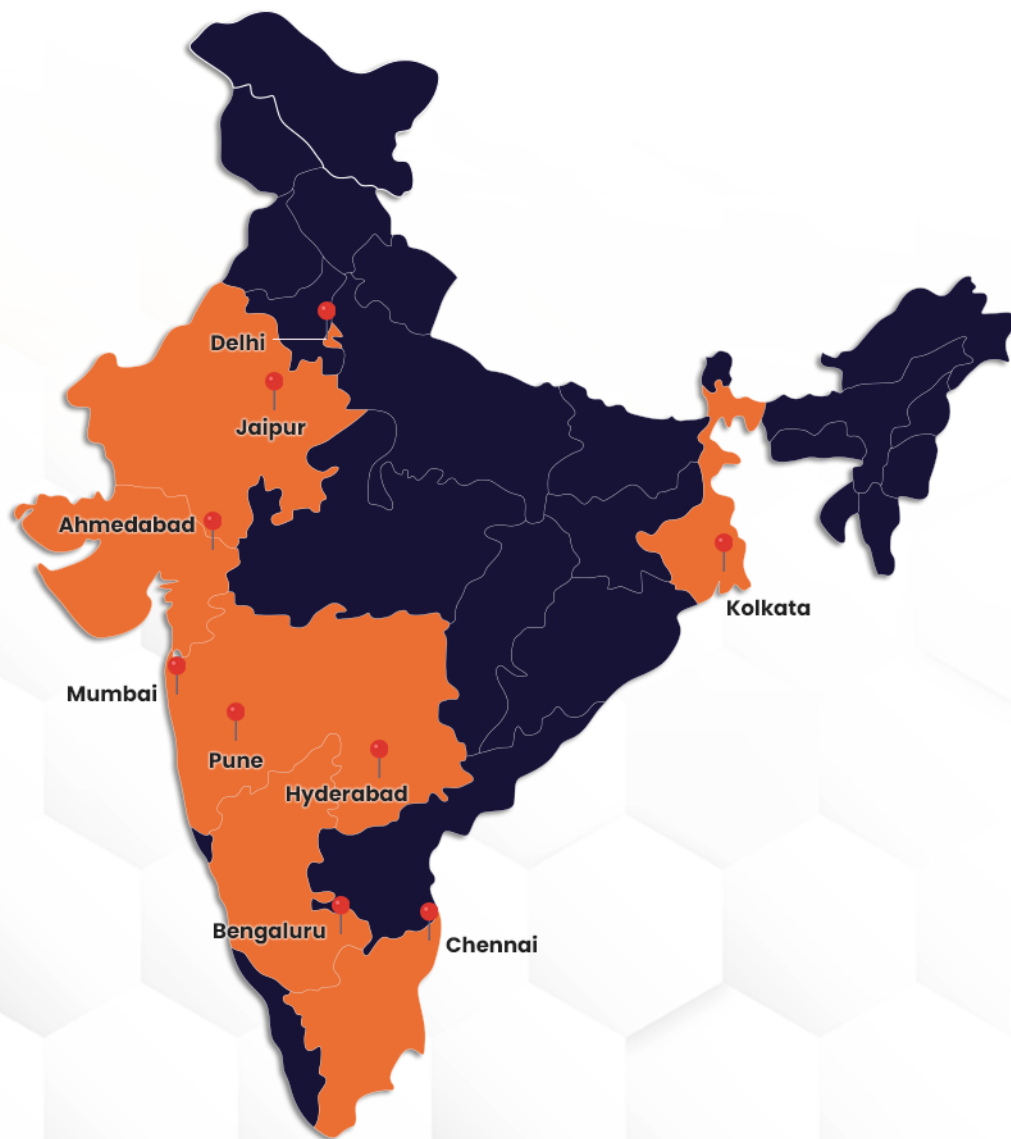 Delhi
Jaipur
Ahmedabad
Kolkata
Mumbai
Pune
Hyderabad
Bengaluru
Chennai